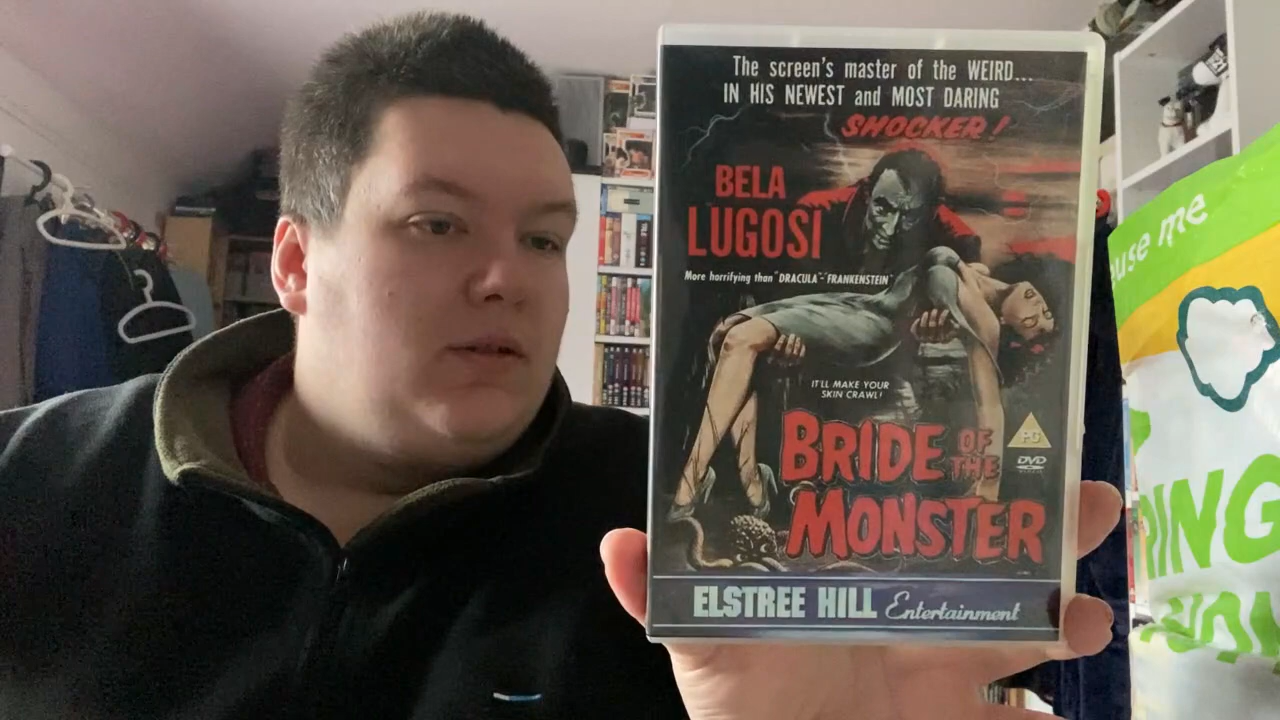 The screen's master of the WEIRD...
IN HIS NEWEST and MOST DARING
SHOCKER!
BELA
LUGOSI
More horrifying than "DRACULA"-"FRANKENSTEIN"
IT'LL MAKE YOUR
SKIN CRAWL!
BRIDE OF THE
MONSTER
PG
DVD
ELSTREE HILL Entertainment
use me